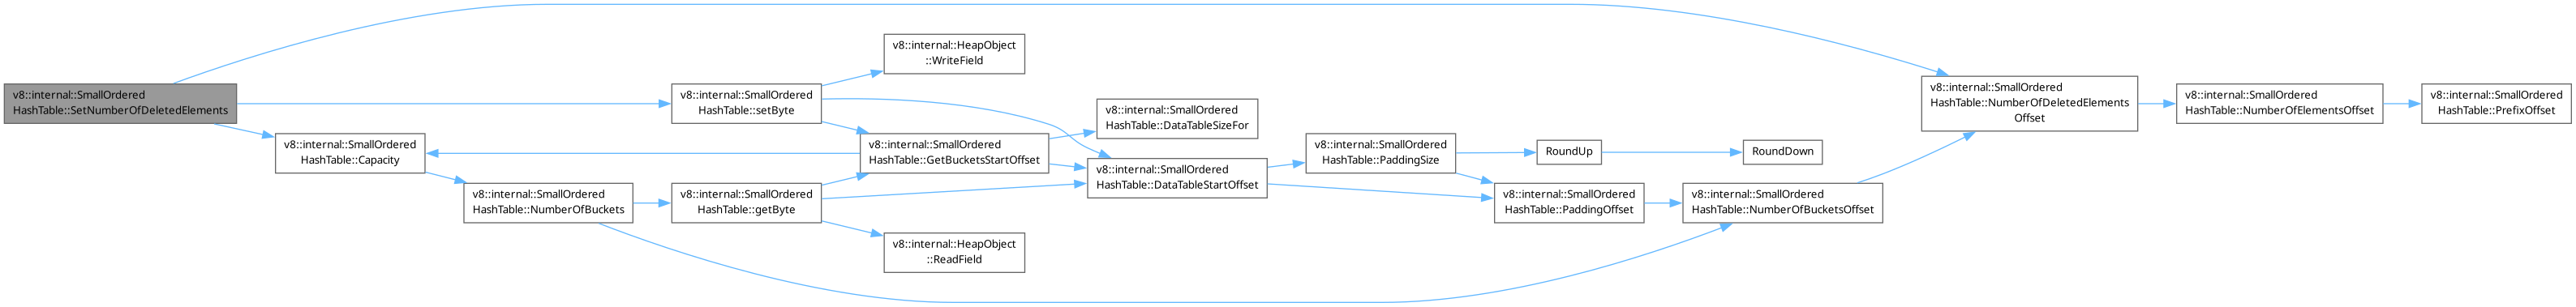 v8::internal::SmallOrdered
HashTable::SetNumberOfDeletedElements
v8::internal::SmallOrdered
HashTable::Capacity
v8::internal::SmallOrdered
HashTable::NumberOfBuckets
v8::internal::SmallOrdered
HashTable::setByte
v8::internal::SmallOrdered
HashTable::getByte
v8::internal::HeapObject
::WriteField
v8::internal::SmallOrdered
HashTable::GetBucketsStartOffset
v8::internal::HeapObject
::ReadField
v8::internal::SmallOrdered
HashTable::DataTableSizeFor
v8::internal::SmallOrdered
HashTable::DataTableStartOffset
v8::internal::SmallOrdered
HashTable::PaddingSize
RoundUp
v8::internal::SmallOrdered
HashTable::PaddingOffset
RoundDown
v8::internal::SmallOrdered
HashTable::NumberOfBucketsOffset
v8::internal::SmallOrdered
HashTable::NumberOfDeletedElements
Offset
v8::internal::SmallOrdered
HashTable::NumberOfElementsOffset
v8::internal::SmallOrdered
HashTable::PrefixOffset